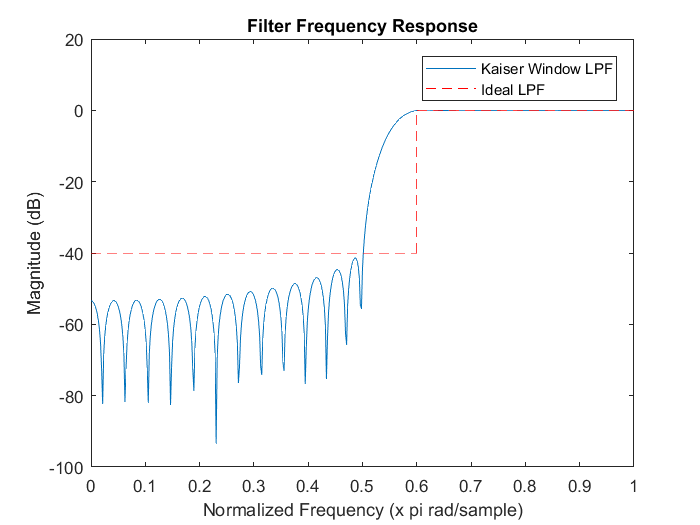 Filter Frequency Response
Kaiser Window LPF
Ideal LPF
20
0
-20
-40
-60
-80
-100
Magnitude (dB)
0 0.1 0.2 0.3 0.4 0.5 0.6 0.7 0.8 0.9 1
Normalized Frequency (x pi rad/sample)